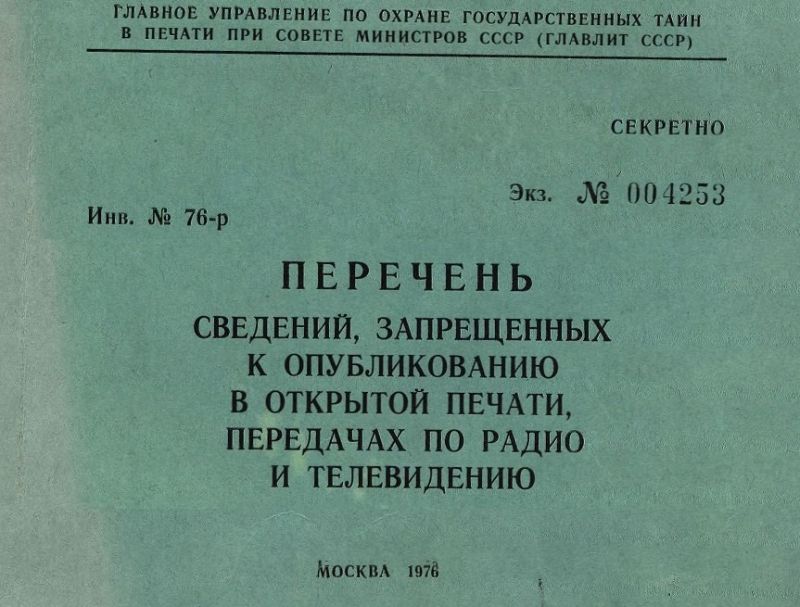 ГЛАВНОЕ УПРАВЛЕНИЕ ПО ОХРАНЕ ГОСУДАРСТВЕННЫХ ТАЙН
В ПЕЧАТИ ПРИ СОВЕТЕ МИНИСТРОВ СССР (ГЛАВЛИТ СССР)
СЕКРЕТНО
Экз. № 004253
Инв. № 76-р
ПЕРЕЧЕНЬ
СВЕДЕНИЙ, ЗАПРЕЩЕННЫХ
К ОПУБЛИКОВАНИЮ
В ОТКРЫТОЙ ПЕЧАТИ,
ПЕРЕДАЧАХ ПО РАДИО
И ТЕЛЕВИДЕНИЮ
МОСКВА 1976